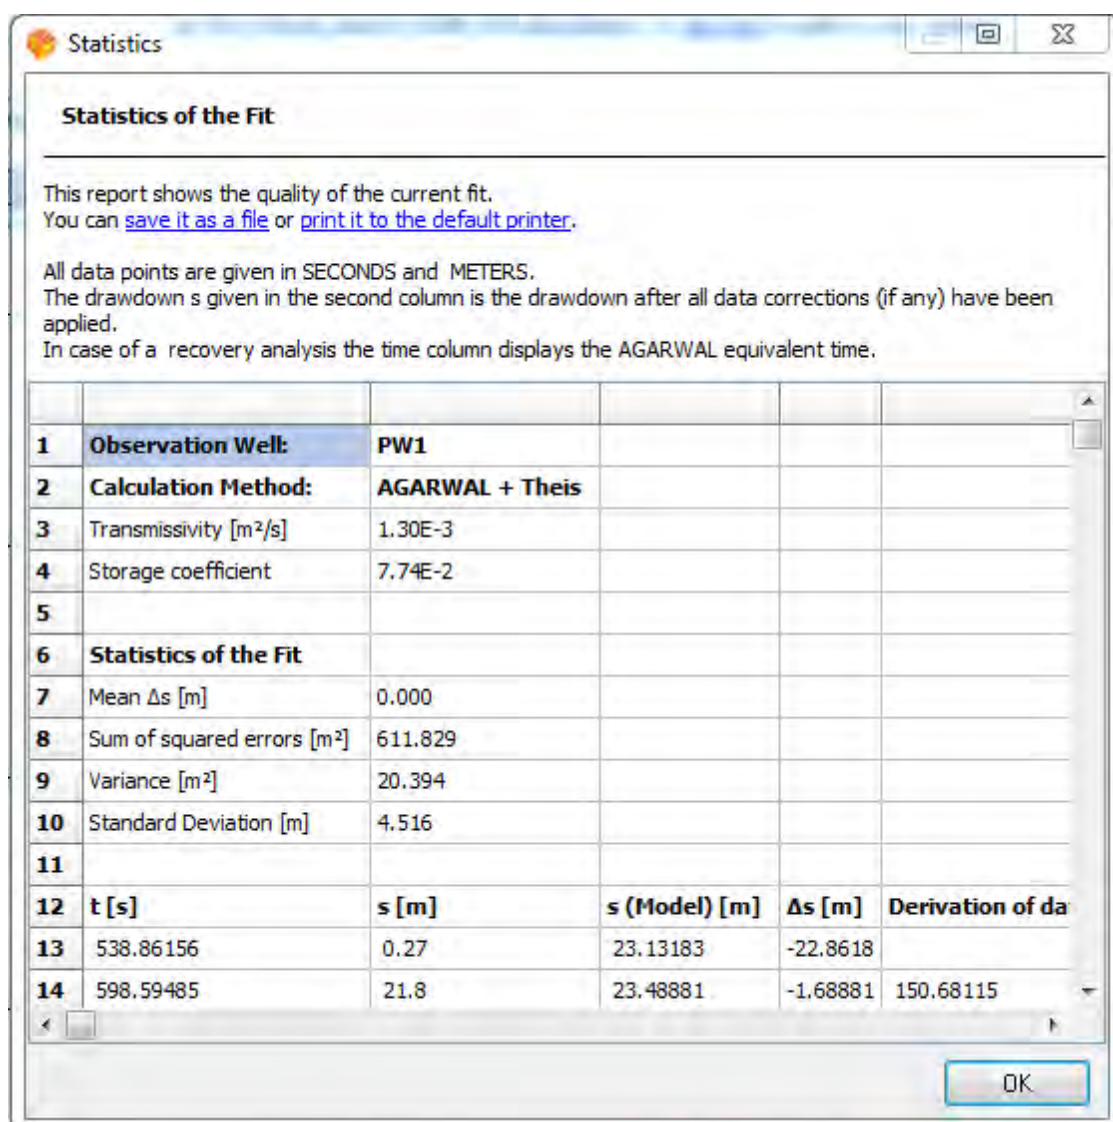 Statistics
Statistics of the Fit
This report shows the quality of the current fit.
You can save it as a file or print it to the default printer.
All data points are given in SECONDS and METERS.
The drawdown s given in the second column is the drawdown after all data corrections (if any) have been
applied.
In case of a recovery analysis the time column displays the AGARWAL equivalent time.
1 Observation Well: PW1
2 Calculation Method: AGARWAL + Theis
3 Transmissivity [m²/s] 1.30E-3
4 Storage coefficient 7.74E-2
5
6 Statistics of the Fit
7 Mean Δs [m] 0.000
8 Sum of squared errors [m²] 611.829
9 Variance [m²] 20.394
10 Standard Deviation [m] 4.516
11
12 t [s] s [m] s (Model) [m] Δs [m] Derivation of da
13 538.86156 0.27 23.13183 -22.8618
14 598.59485 21.8 23.48881 -1.68881 150.68115
OK